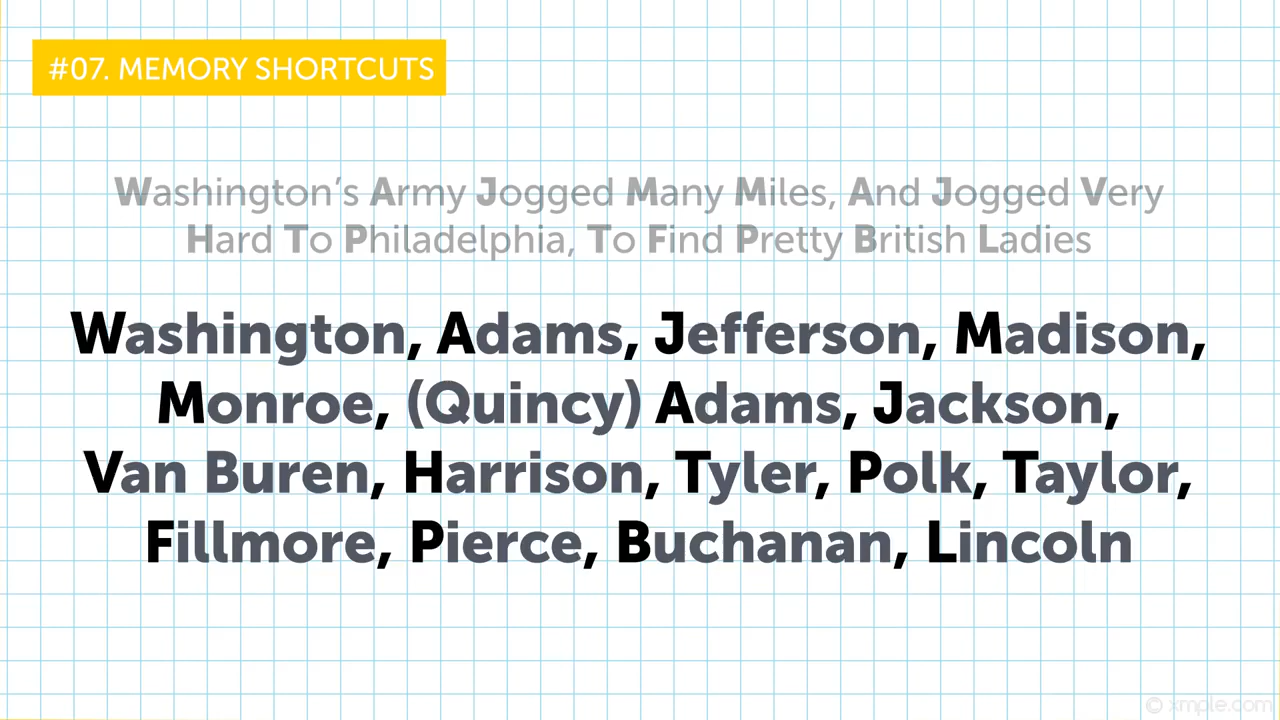 #07. MEMORY SHORTCUTS
Washington’s Army Jogged Many Miles, And Jogged Very
Hard To Philadelphia, To Find Pretty British Ladies
Washington, Adams, Jefferson, Madison,
Monroe, (Quincy) Adams, Jackson,
Van Buren, Harrison, Tyler, Polk, Taylor,
Fillmore, Pierce, Buchanan, Lincoln
© xmple.com